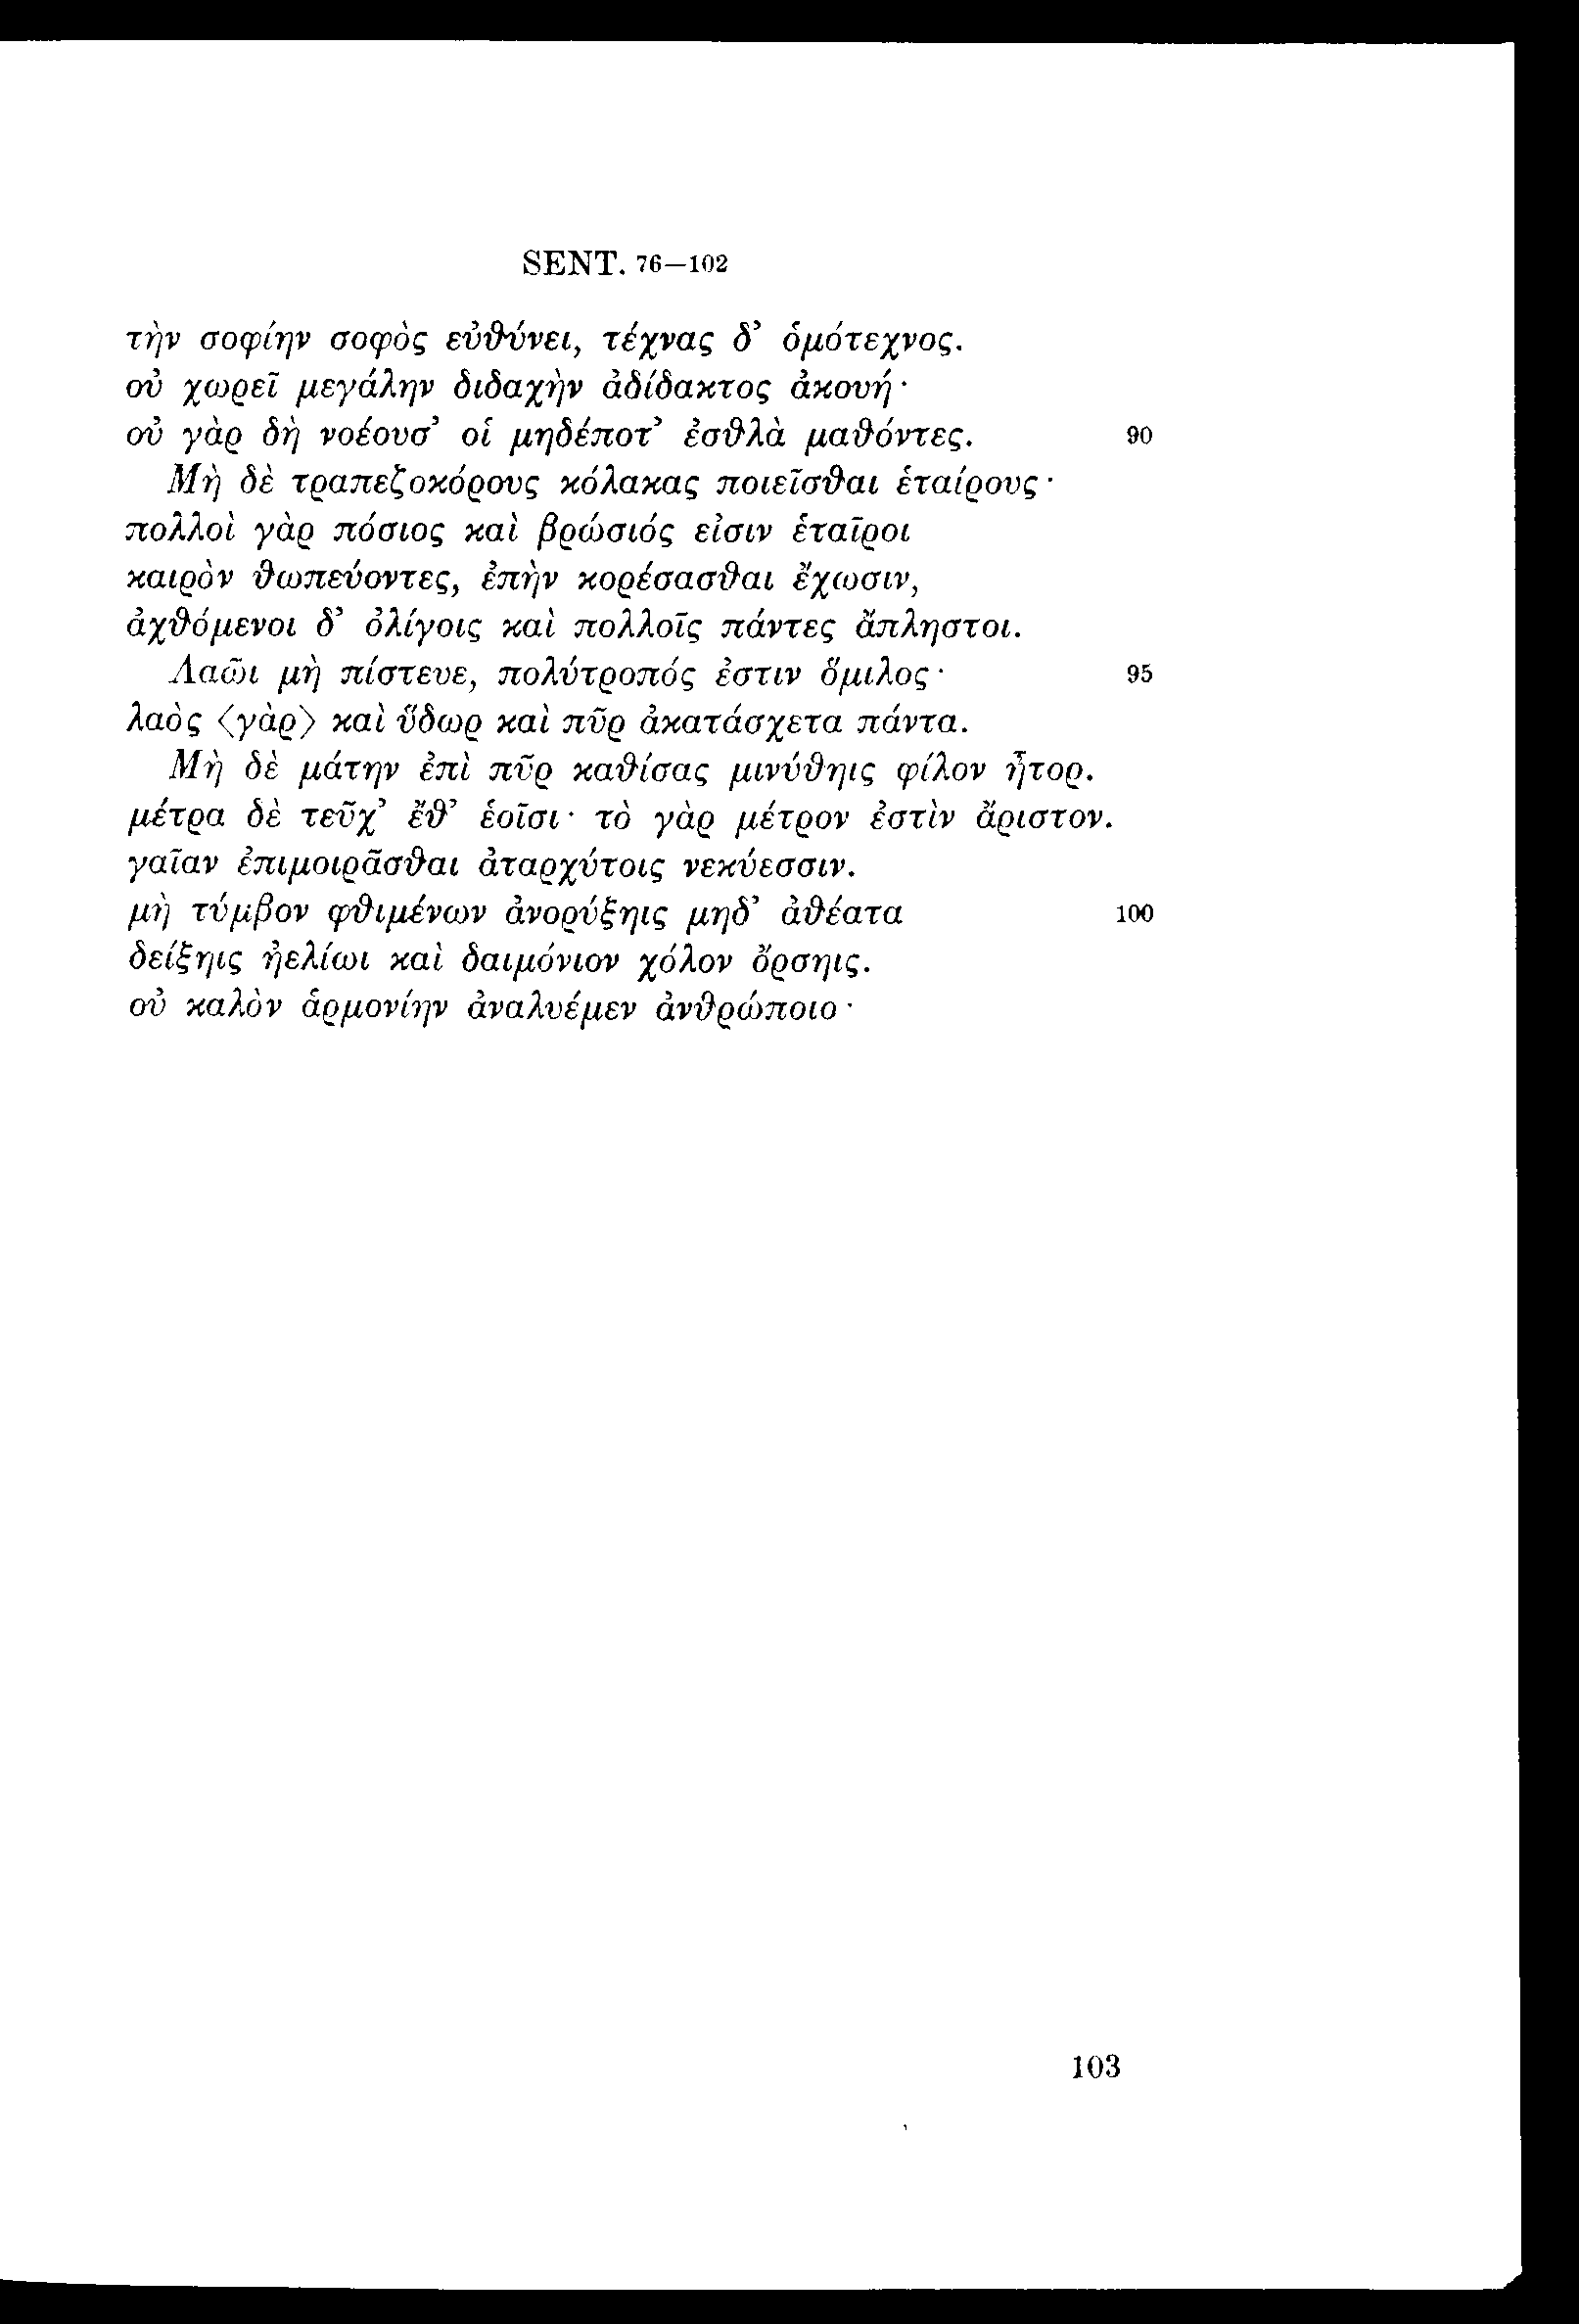 SENT. 76—102
τὴν σοφίην σοφὸς εὐϑύνει, τέχνας δ’ ὁμότεχνος.
οὐ χωρεῖ μεγάλην διδαχὴν ἀδίδακτος ἀκουή·
οὐ γὰρ δὴ νοέουσ’ οἱ μηδέποτ’ ἐσϑλὰ μαϑόντες. 90
Μὴ δὲ τραπεζοκόρους κόλακας ποιεῖσϑαι ἑταίρους·
πολλοὶ γὰρ πόσιος καὶ βρώσιός εἰσιν ἑταῖροι
καιρὸν ϑωπεύοντες, ἐπὴν κορέσασϑαι ἔχωσιν,
ἀχϑόμενοι δ’ ὀλίγοις καὶ πολλοῖς πάντες ἄπληστοι.
Λαῶι μὴ πίστευε, πολύτροπός ἐστιν ὅμιλος· 95
λαὸς ⟨γὰρ⟩ καὶ ὕδωρ καὶ πῦρ ἀκατάσχετα πάντα.
Μὴ δὲ μάτην ἐπὶ πῦρ καϑίσας μινύϑηις φίλον ἦτορ.
μέτρα δὲ τεῦχ’ ἔϑ’ ἑοῖσι· τὸ γὰρ μέτρον ἐστὶν ἄριστον.
γαῖαν ἐπιμοιρᾶσϑαι ἀταρχύτοις νεκύεσσιν.
μὴ τύμβον φϑιμένων ἀνορύξηις μηδ’ ἀϑέατα 100
δείξηις ἠελίωι καὶ δαιμόνιον χόλον ὄρσηις.
οὐ καλὸν ἁρμονίην ἀναλυέμεν ἀνϑρώποιο·
103